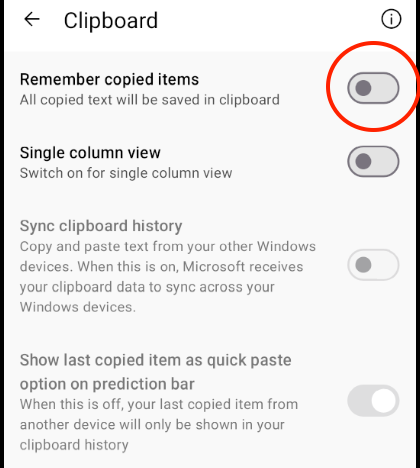 Clipboard
Remember copied items
All copied text will be saved in clipboard
Single column view
Switch on for single column view
Sync clipboard history
Copy and paste text from your other Windows
devices. When this is on, Microsoft receives
your clipboard data to sync across your
Windows devices.
Show last copied item as quick paste
option on prediction bar
When this is off, your last copied item from
another device will only be shown in your
clipboard history